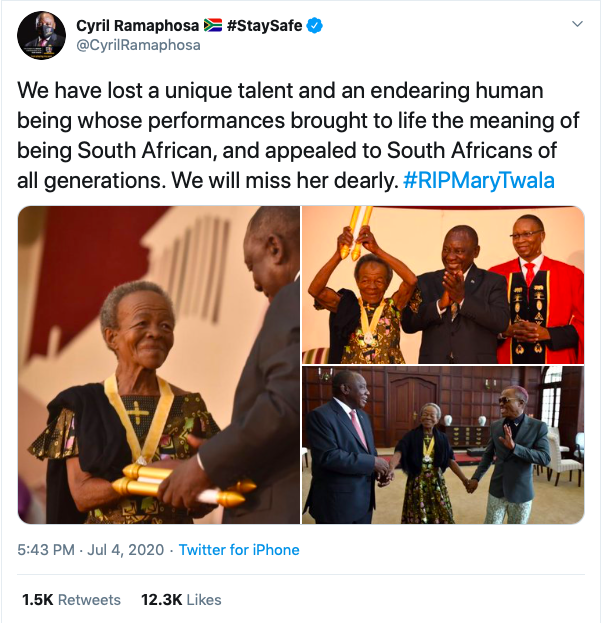 Cyril Ramaphosa 🇿🇦 #StaySafe
@CyrilRamaphosa
We have lost a unique talent and an endearing human
being whose performances brought to life the meaning of
being South African, and appealed to South Africans of
all generations. We will miss her dearly. #RIPMaryTwala
5:43 PM · Jul 4, 2020 · Twitter for iPhone
1.5K Retweets 12.3K Likes